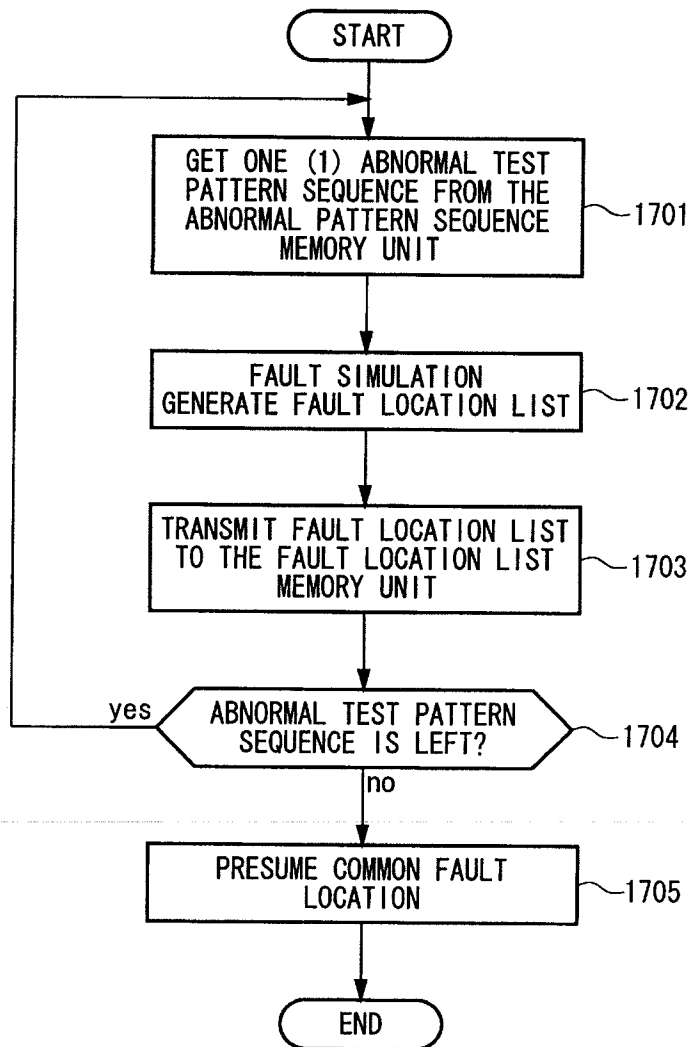 START
GET ONE (1) ABNORMAL TEST
PATTERN SEQUENCE FROM THE
ABNORMAL PATTERN SEQUENCE
MEMORY UNIT
1701
FAULT SIMULATION
GENERATE FAULT LOCATION LIST
1702
TRANSMIT FAULT LOCATION LIST
TO THE FAULT LOCATION LIST
MEMORY UNIT
1703
yes
ABNORMAL TEST PATTERN
SEQUENCE IS LEFT?
1704
no
PRESUME COMMON FAULT
LOCATION
1705
END